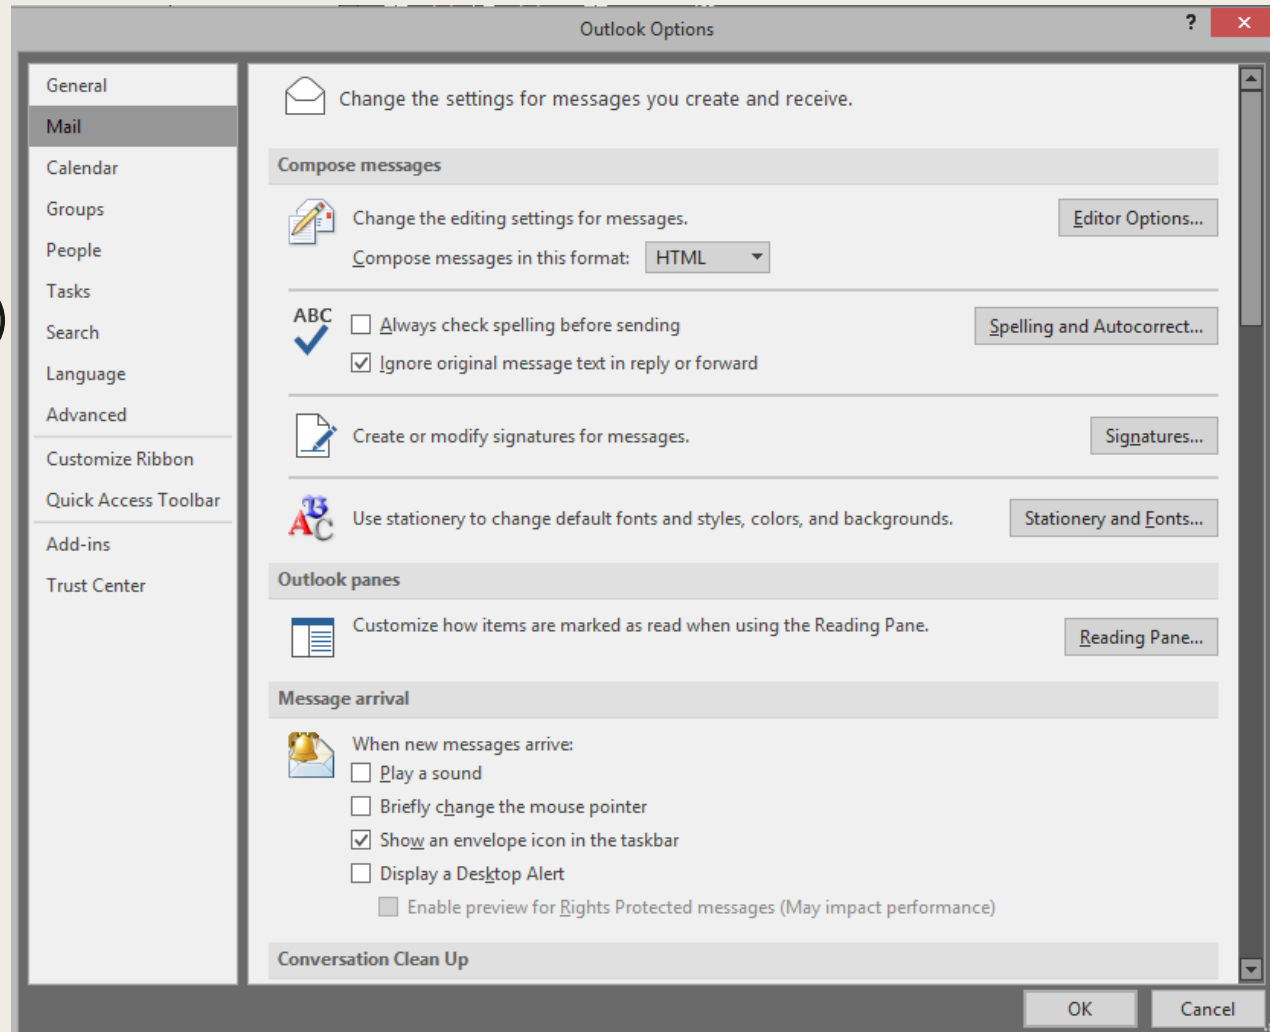 Outlook Options
?
General
Mail
Calendar
Groups
People
Tasks
Search
Language
Advanced
Customize Ribbon
Quick Access Toolbar
Add-ins
Trust Center
Change the settings for messages you create and receive.
Compose messages
Change the editing settings for messages.
Editor Options...
Compose messages in this format: HTML
ABC
Always check spelling before sending
Spelling and Autocorrect...
Ignore original message text in reply or forward
Create or modify signatures for messages.
Signatures...
ABC
Use stationery to change default fonts and styles, colors, and backgrounds.
Stationery and Fonts...
Outlook panes
Customize how items are marked as read when using the Reading Pane.
Reading Pane...
Message arrival
When new messages arrive:
Play a sound
Briefly change the mouse pointer
Show an envelope icon in the taskbar
Display a Desktop Alert
Enable preview for Rights Protected messages (May impact performance)
Conversation Clean Up
OK
Cancel